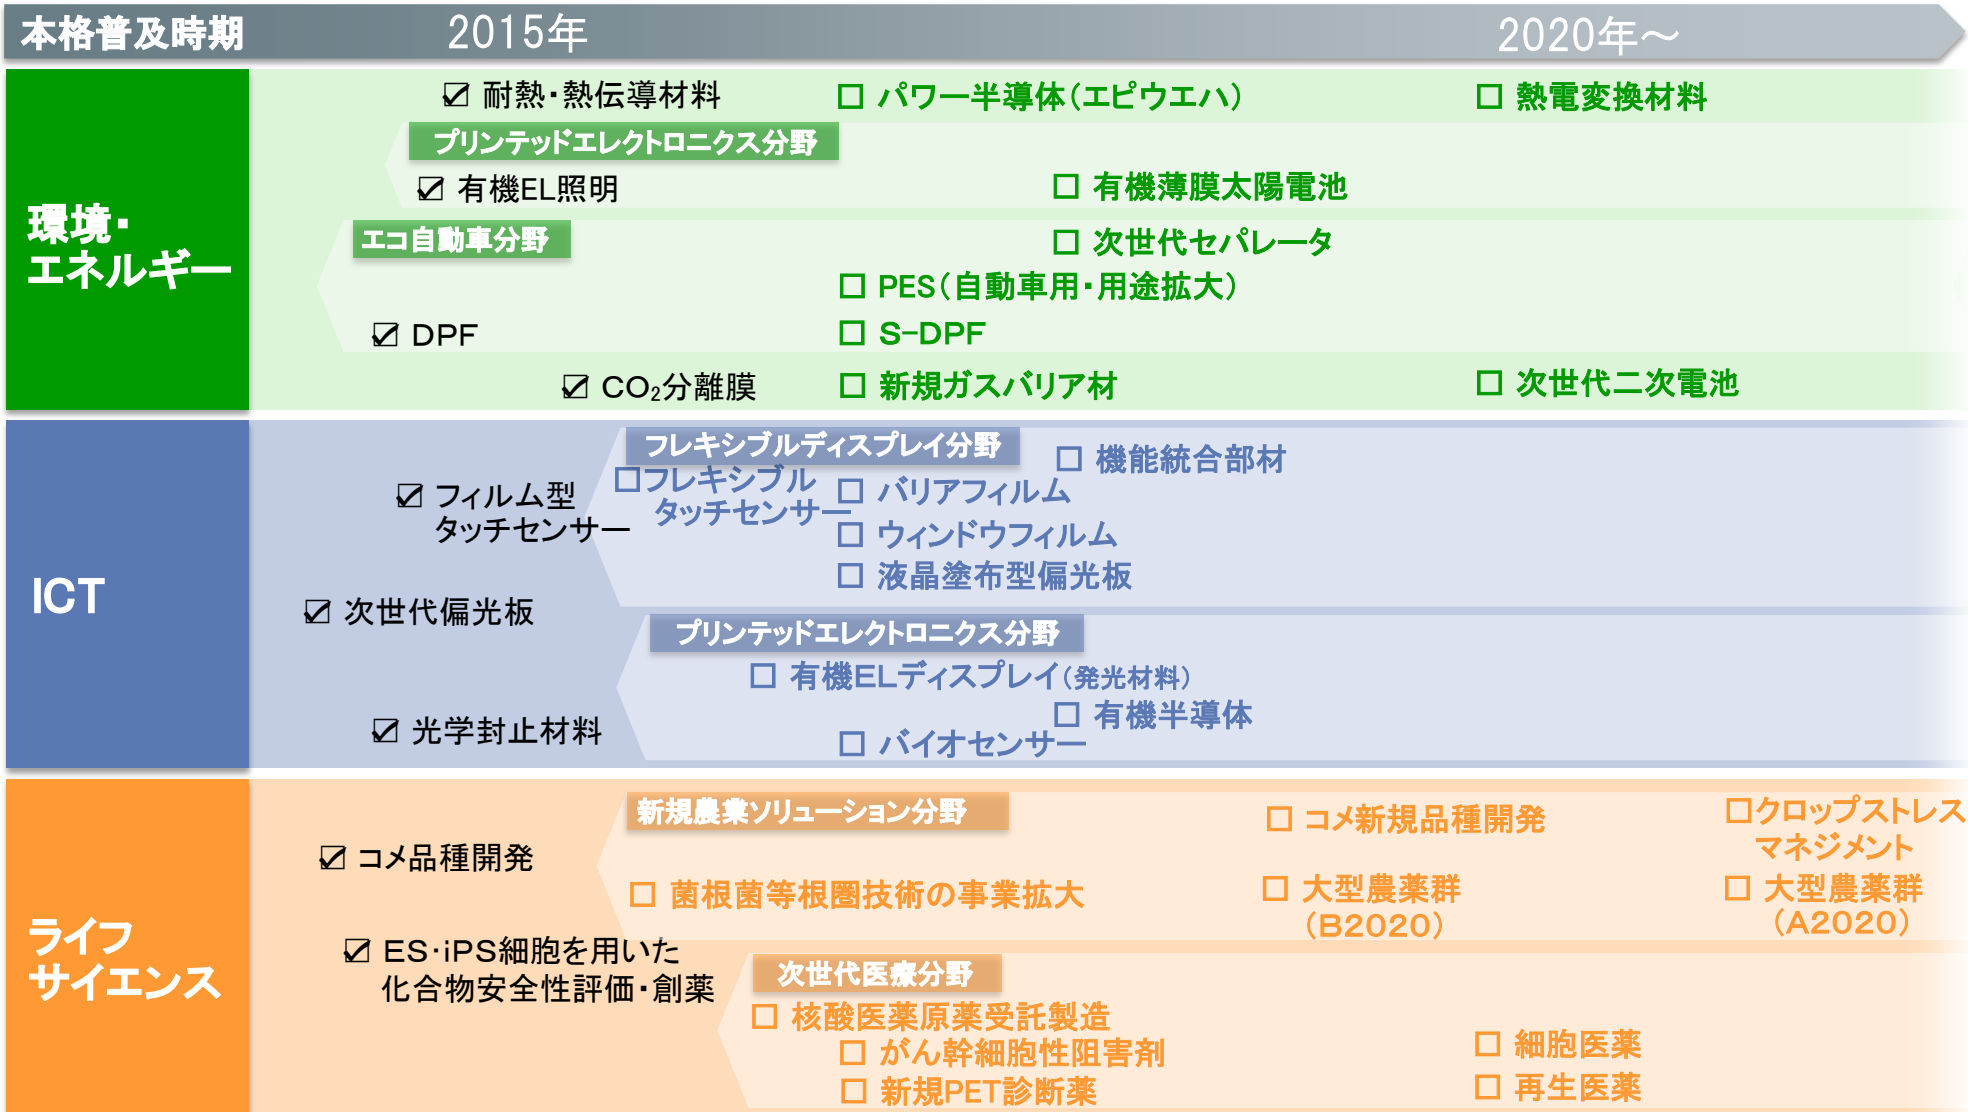 本格普及時期 2015年 2020年～
環境・
エネルギー
☑ 耐熱・熱伝導材料 □ パワー半導体(エピウエハ) □ 熱電変換材料
プリンテッドエレクトロニクス分野
☑ 有機EL照明 □ 有機薄膜太陽電池
エコ自動車分野 □ 次世代セパレータ
□ PES(自動車用・用途拡大)
☑ DPF □ S-DPF
☑ CO₂分離膜 □ 新規ガスバリア材 □ 次世代二次電池
ICT
フレキシブルディスプレイ分野 □ 機能統合部材
☑ フィルム型
タッチセンサー
□フレキシブル
タッチセンサー
□ バリアフィルム
□ ウィンドウフィルム
□ 液晶塗布型偏光板
☑ 次世代偏光板
プリンテッドエレクトロニクス分野
□ 有機ELディスプレイ(発光材料)
□ 有機半導体
☑ 光学封止材料 □ バイオセンサー
ライフ
サイエンス
新規農業ソリューション分野 □ コメ新規品種開発
□クロップストレス
マネジメント
☑ コメ品種開発
□ 菌根菌等根圏技術の事業拡大
□ 大型農薬群
(B2020)
□ 大型農薬群
(A2020)
☑ ES・iPS細胞を用いた
化合物安全性評価・創薬
次世代医療分野
□ 核酸医薬原薬受託製造
□ がん幹細胞性阻害剤 □ 細胞医薬
□ 新規PET診断薬 □ 再生医薬